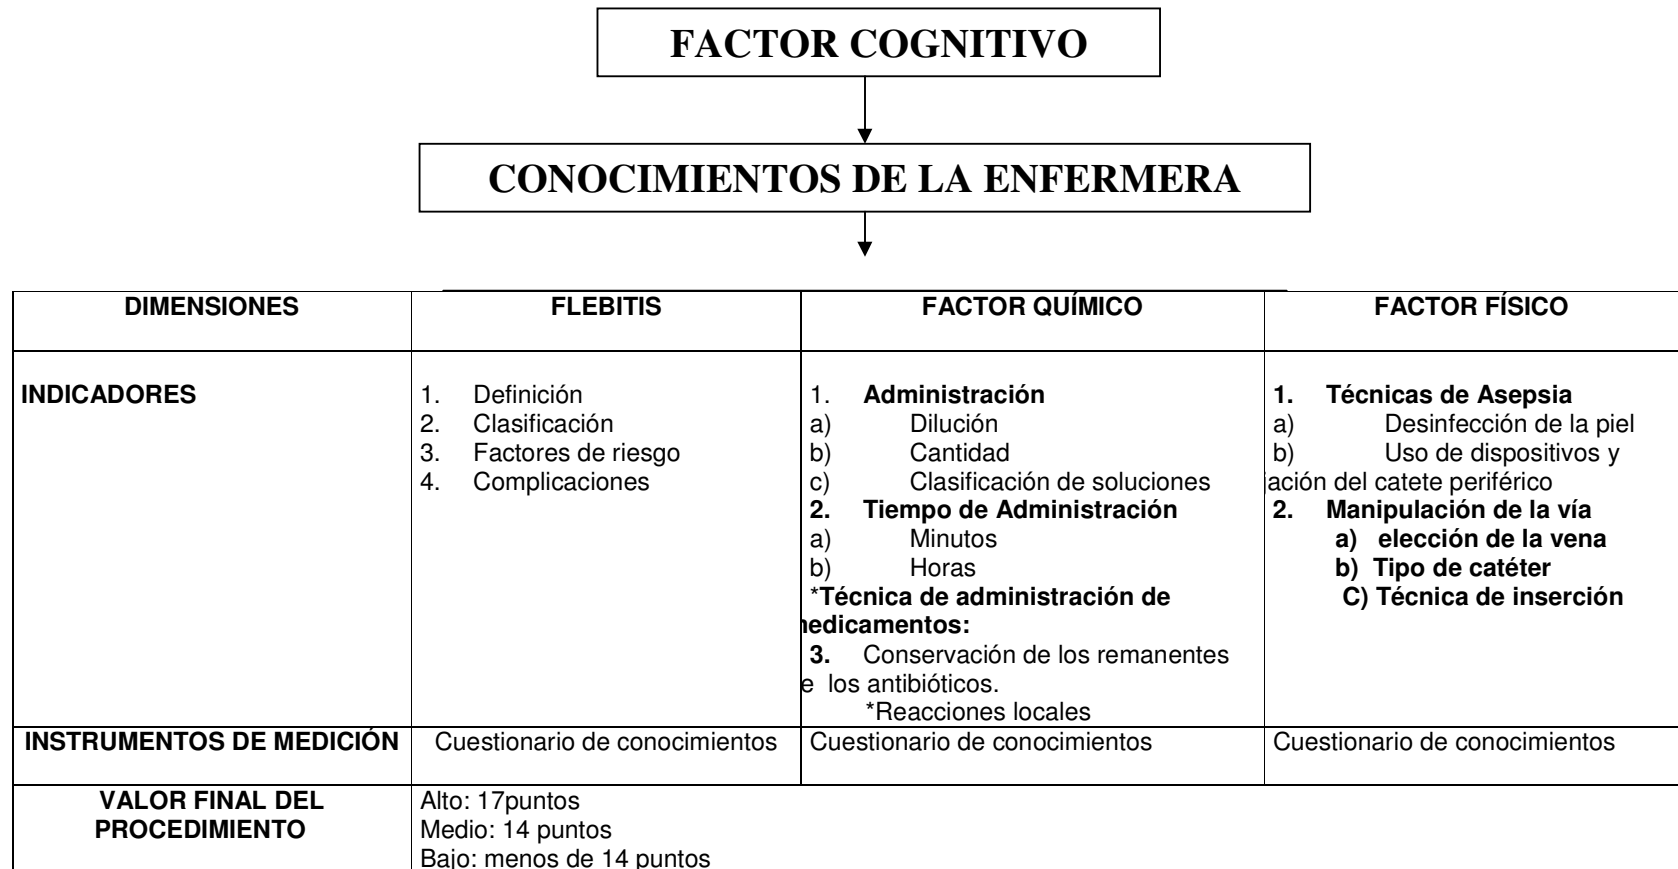 FACTOR COGNITIVO
CONOCIMIENTOS DE LA ENFERMERA
DIMENSIONES
FLEBITIS
FACTOR QUÍMICO
FACTOR FÍSICO
INDICADORES
1. Definición
2. Clasificación
3. Factores de riesgo
4. Complicaciones
1. Administración
a) Dilución
b) Cantidad
c) Clasificación de soluciones
2. Tiempo de Administración
a) Minutos
b) Horas
*Técnica de administración de
3. Conservación de los remanentes
los antibióticos.
*Reacciones locales
1. Técnicas de Asepsia
a) Desinfección de la piel
b) Uso de dispositivos y
del catete periférico
2. Manipulación de la vía
a) elección de la vena
b) Tipo de catéter
C) Técnica de inserción
INSTRUMENTOS DE MEDICIÓN
Cuestionario de conocimientos
Cuestionario de conocimientos
Cuestionario de conocimientos
VALOR FINAL DEL
PROCEDIMIENTO
Alto: 17puntos
Medio: 14 puntos
Bajo: menos de 14 puntos